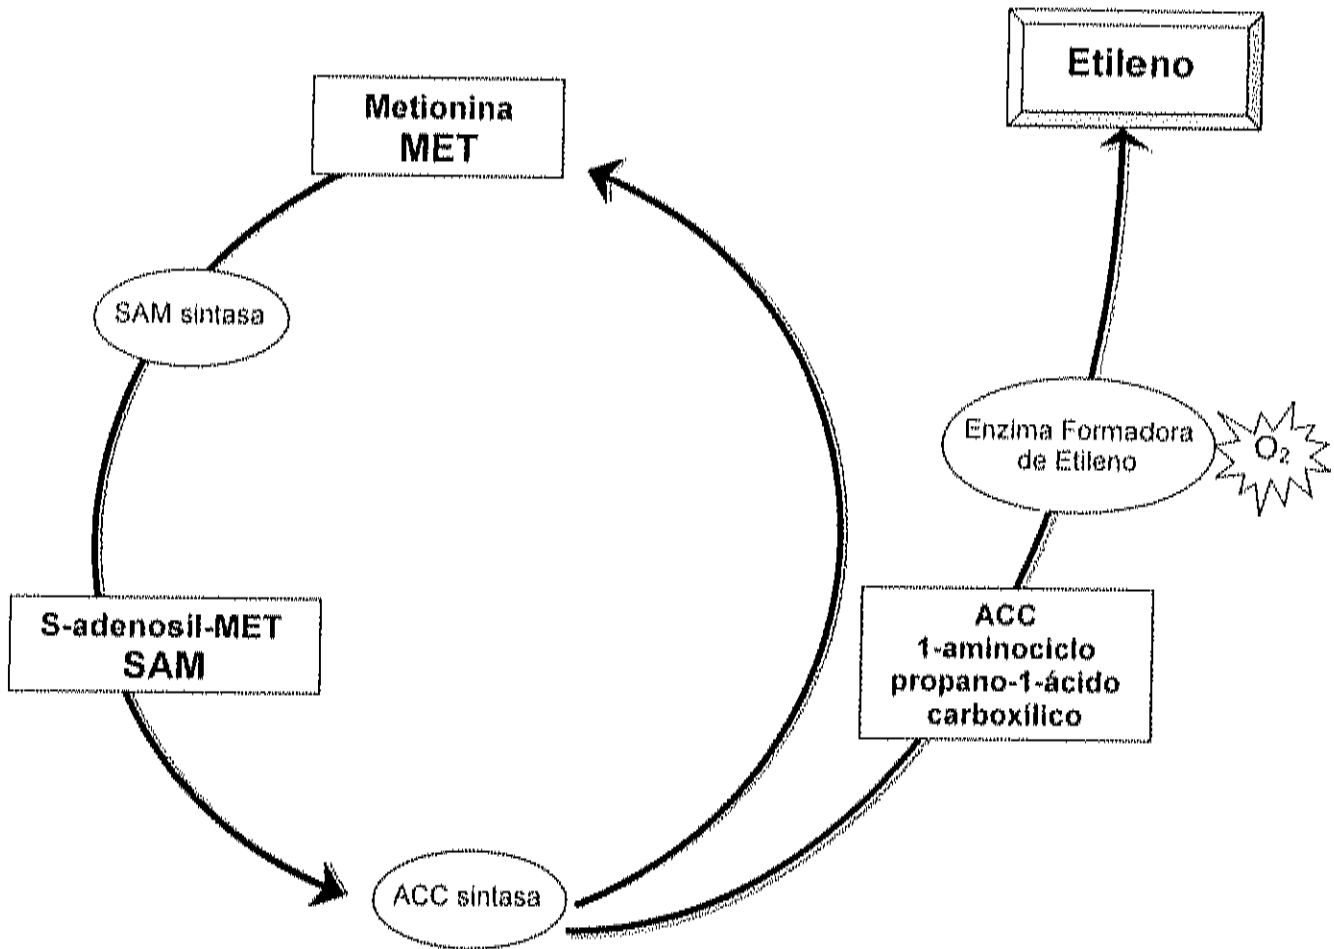 Etileno
Metionina
MET
SAM sintasa
Enzima Formadora
de Etileno
O₂
S-adenosil-MET
SAM
ACC
1-aminociclo
propano-1-ácido
carboxílico
ACC sintasa